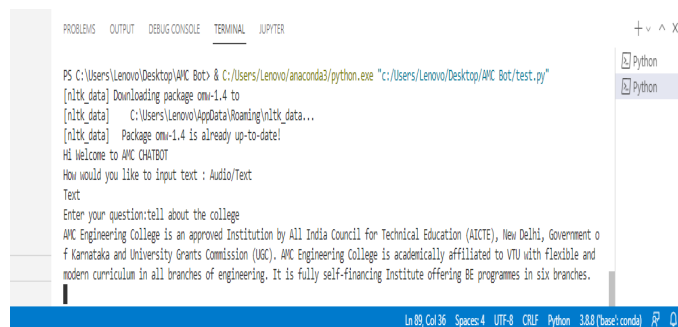 PROBLEMS OUTPUT DEBUG CONSOLE TERMINAL JUPYTER
Python
Python
PS C:\Users\Lenovo\Desktop\AMC Bot> & C:/Users/Lenovo/anaconda3/python.exe "c:/Users/Lenovo/Desktop/AMC Bot/test.py"
[nltk_data] Downloading package omw-1.4 to
[nltk_data]     C:\Users\Lenovo\AppData\Roaming\nltk_data...
[nltk_data]   Package omw-1.4 is already up-to-date!
Hi Welcome to AMC CHATBOT
How would you like to input text : Audio/Text
Text
Enter your question:tell about the college
AMC Engineering College is an approved Institution by All India Council for Technical Education (AICTE), New Delhi, Government o
f Karnataka and University Grants Commission (UGC). AMC Engineering College is academically affiliated to VTU with flexible and
modern curriculum in all branches of engineering. It is fully self-financing Institute offering BE programmes in six branches.
Ln 89, Col 36 Spaces: 4 UTF-8 CRLF Python 3.8.8 ('base': conda)